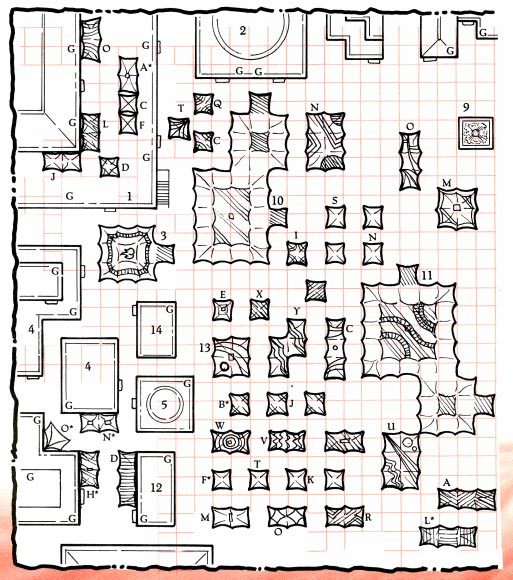 2
G
G
G
O
G
G G
G
A*
C
Q
L
F
T
N
9
C
O
G
J
D
M
G
1
10
S
3
I
N
11
G
E
X
4
14
G
Y
C
13
4
G
5
B*
J
G
O*
N*
W
V
U
G
D
G
F*
T
K
G
H*
12
A
M
O
R
G
G
L*